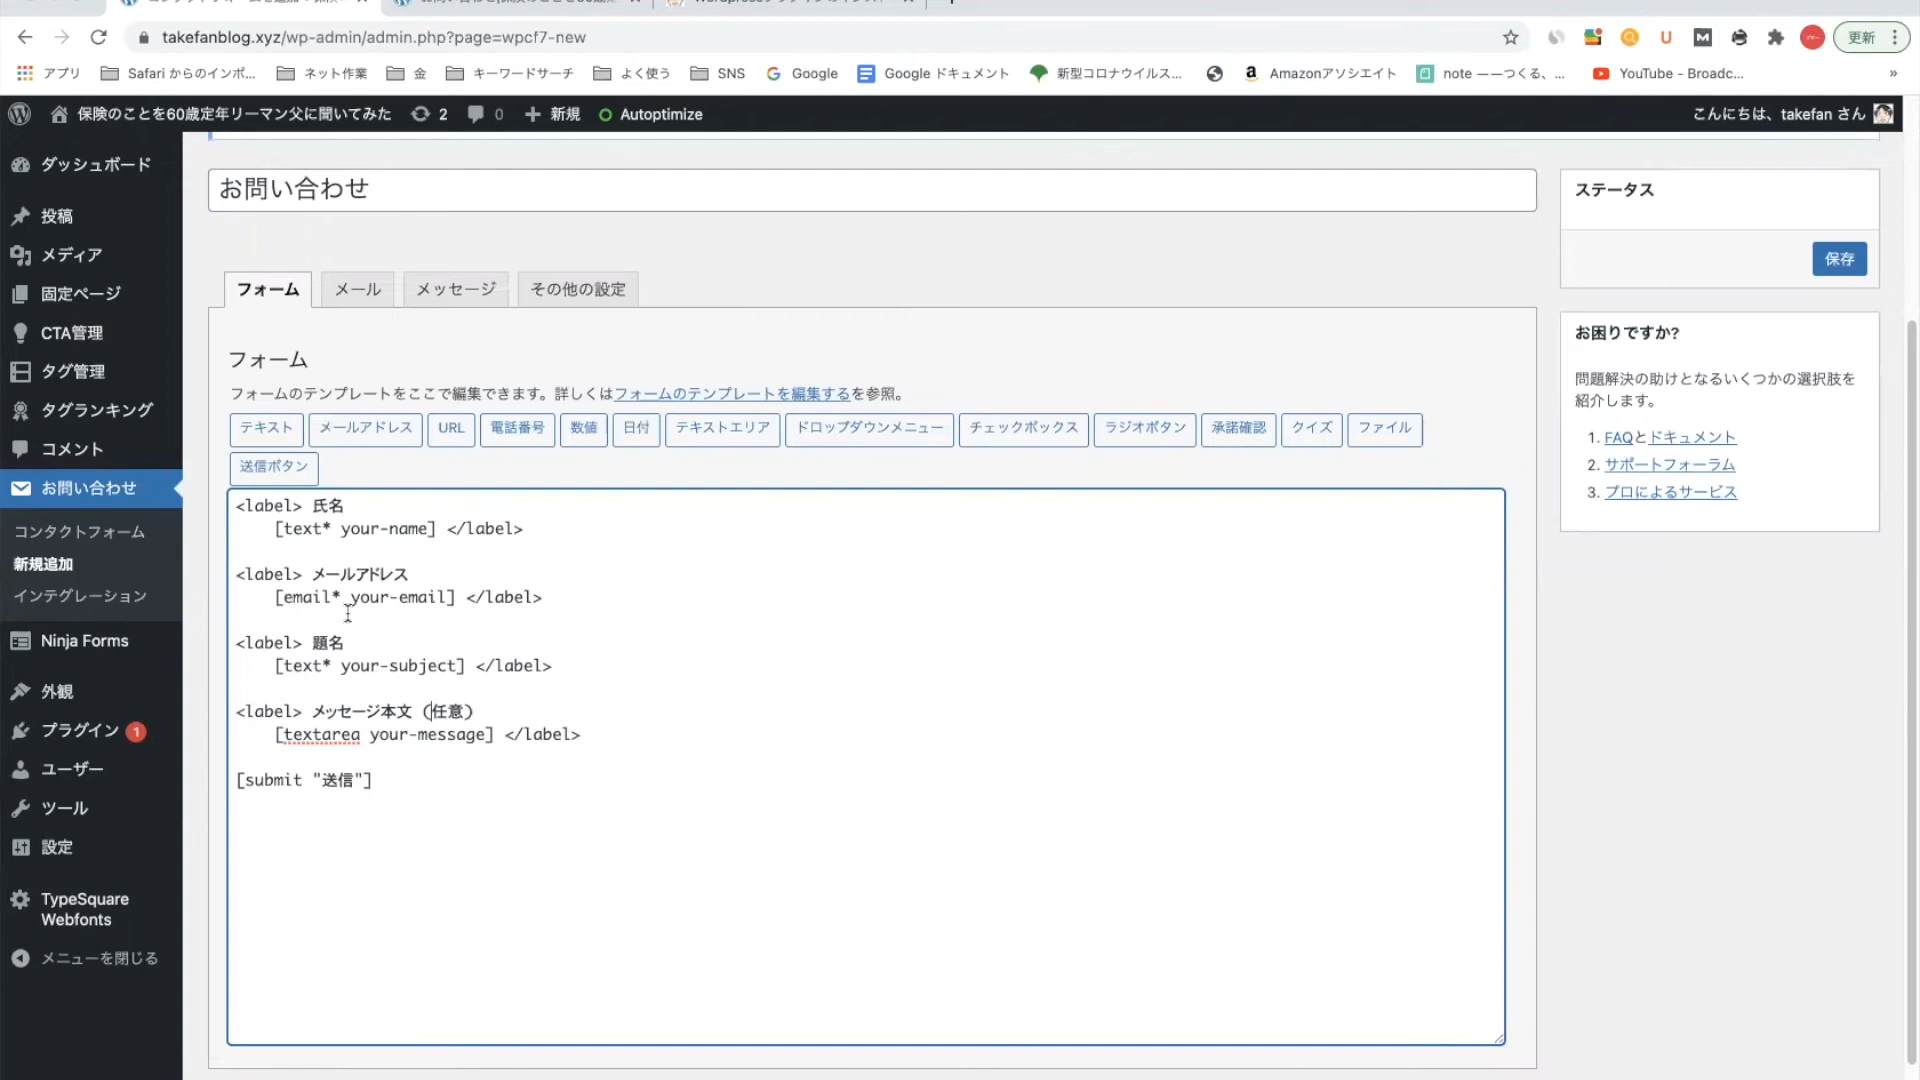 takefanblog.xyz/wp-admin/admin.php?page=wpcf7-new
更新
アプリ
Safari からのインポ...
ネット作業
金
キーワードサーチ
よく使う
SNS
Google
Google ドキュメント
新型コロナウイルス...
Amazonアソシエイト
note ーーつくる、...
YouTube - Broadc...
»
保険のことを60歳定年リーマン父に聞いてみた
2
0
新規
Autoptimize
こんにちは、takefan さん
ダッシュボード
投稿
メディア
固定ページ
CTA管理
タグ管理
タグランキング
コメント
お問い合わせ
コンタクトフォーム
新規追加
インテグレーション
Ninja Forms
外観
プラグイン 1
ユーザー
ツール
設定
TypeSquare
Webfonts
メニューを閉じる
お問い合わせ
フォーム
メール
メッセージ
その他の設定
フォーム
フォームのテンプレートをここで編集できます。詳しくはフォームのテンプレートを編集するを参照。
テキスト
メールアドレス
URL
電話番号
数値
日付
テキストエリア
ドロップダウンメニュー
チェックボックス
ラジオボタン
承諾確認
クイズ
ファイル
送信ボタン
<label> 氏名
[text* your-name] </label>
<label> メールアドレス
[email* your-email] </label>
<label> 題名
[text* your-subject] </label>
<label> メッセージ本文 (任意)
[textarea your-message] </label>
[submit "送信"]
ステータス
保存
お困りですか?
問題解決の助けとなるいくつかの選択肢を
紹介します。
1. FAQとドキュメント
2. サポートフォーラム
3. プロによるサービス